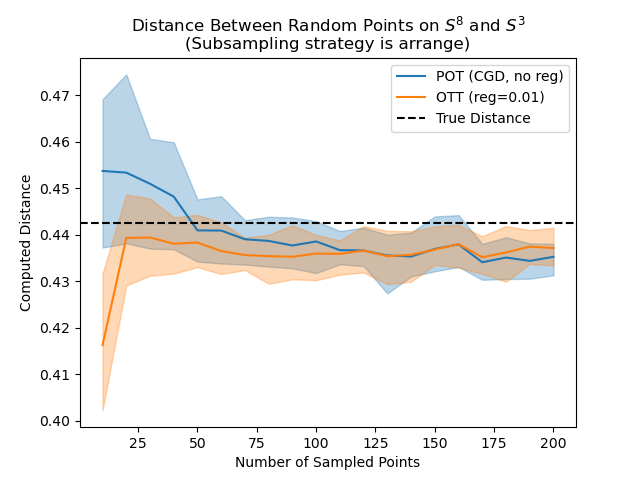 Distance Between Random Points on $S^8$ and $S^3$
(Subsampling strategy is arrange)
POT (CGD, no reg)
OTT (reg=0.01)
True Distance
Computed Distance
0.47
0.46
0.45
0.44
0.43
0.42
0.41
0.40
25 50 75 100 125 150 175 200
Number of Sampled Points